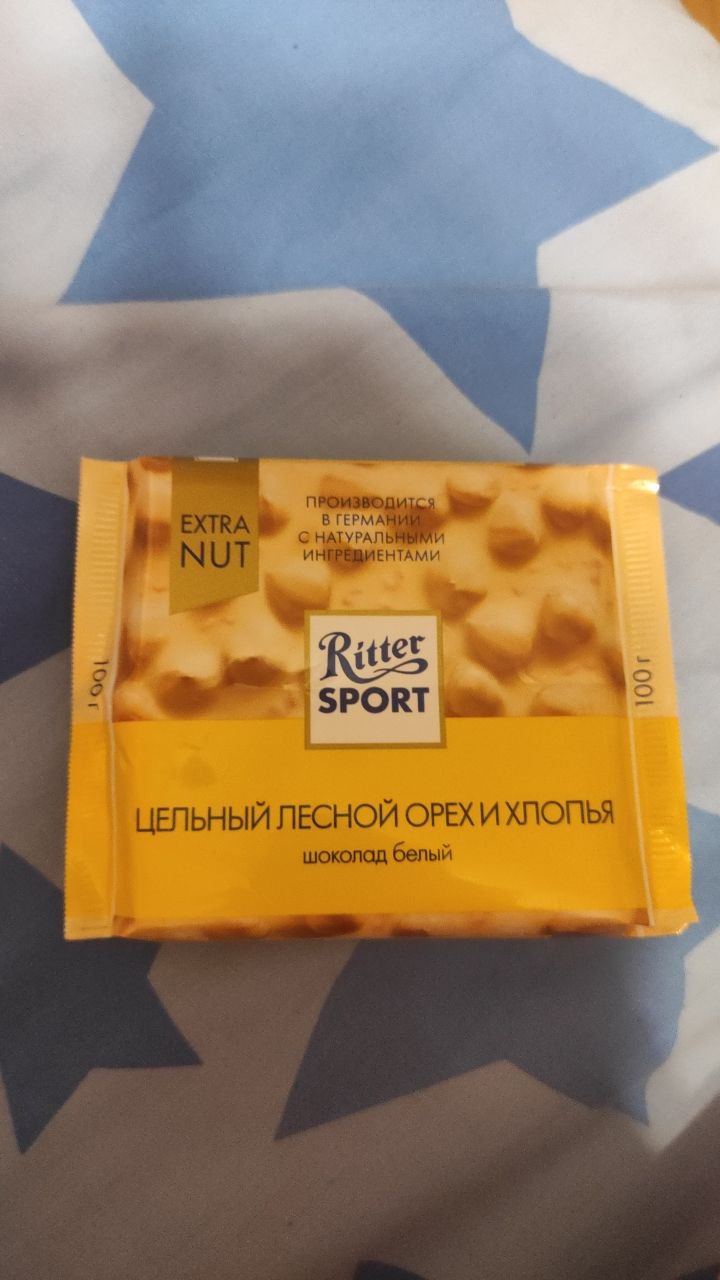 EXTRA
NUT
ПРОИЗВОДИТСЯ
В ГЕРМАНИИ
С НАТУРАЛЬНЫМИ
ИНГРЕДИЕНТАМИ
Ritter
SPORT
100 г
100 г
ЦЕЛЬНЫЙ ЛЕСНОЙ ОРЕХ И ХЛОПЬЯ
шоколад белый